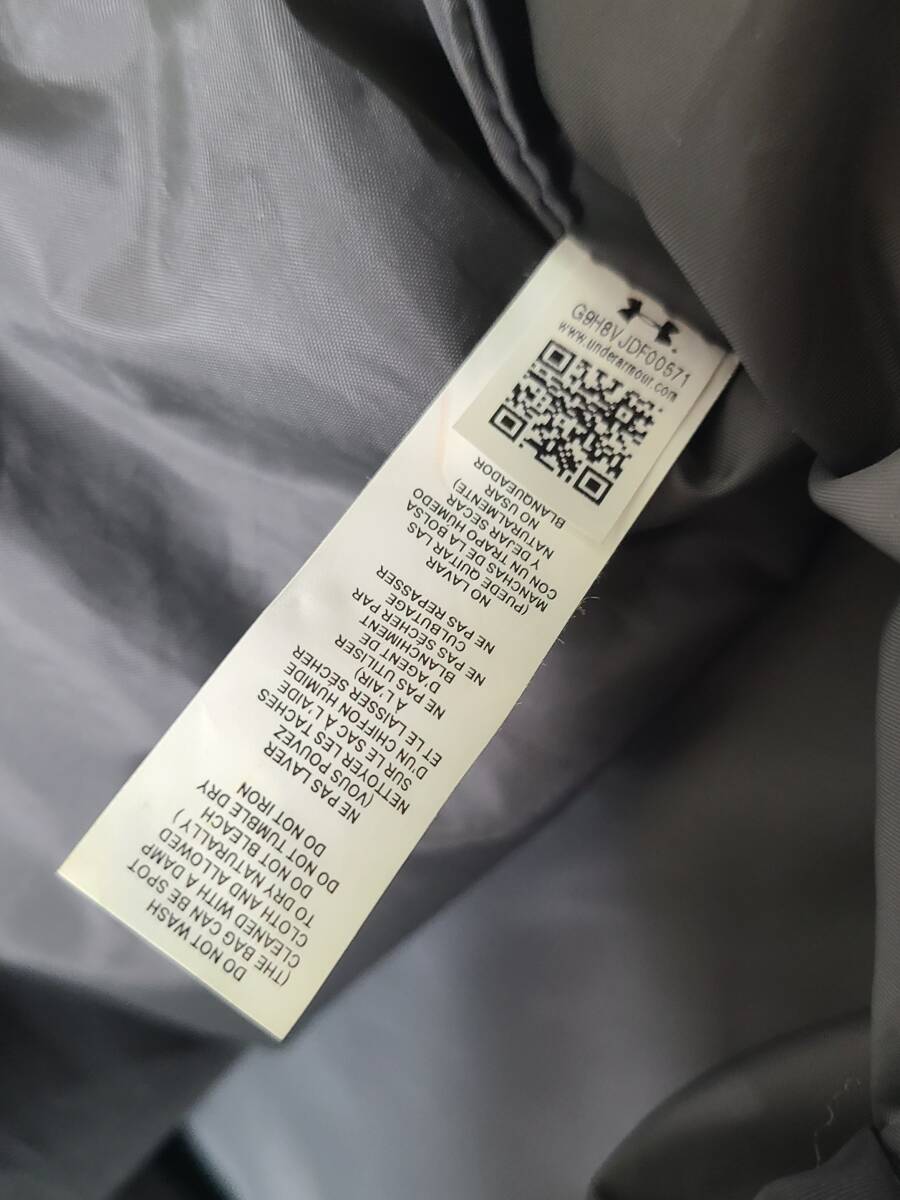 G9H8VJDF00571
www.underarmour.com
DO NOT WASH
(THE BAG CAN BE SPOT
CLEANED WITH A DAMP
CLOTH AND ALLOWED
TO DRY NATURALLY)
DO NOT BLEACH
DO NOT TUMBLE DRY
DO NOT IRON
NE PAS LAVER
(VOUS POUVEZ
NETTOYER LES TACHES
SUR LE SAC À L'AIDE
D'UN CHIFFON HUMIDE
ET LE LAISSER SÉCHER
À L'AIR)
NE PAS UTILISER
D'AGENT DE
BLANCHIMENT
NE PAS SÉCHER PAR
CULBUTAGE
NE PAS REPASSER
NO LAVAR
(PUEDE QUITAR LAS
MANCHAS DE LA BOLSA
CON UN TRAPO HÚMEDO
Y DEJAR SECAR
NATURALMENTE)
NO USAR
BLANQUEADOR